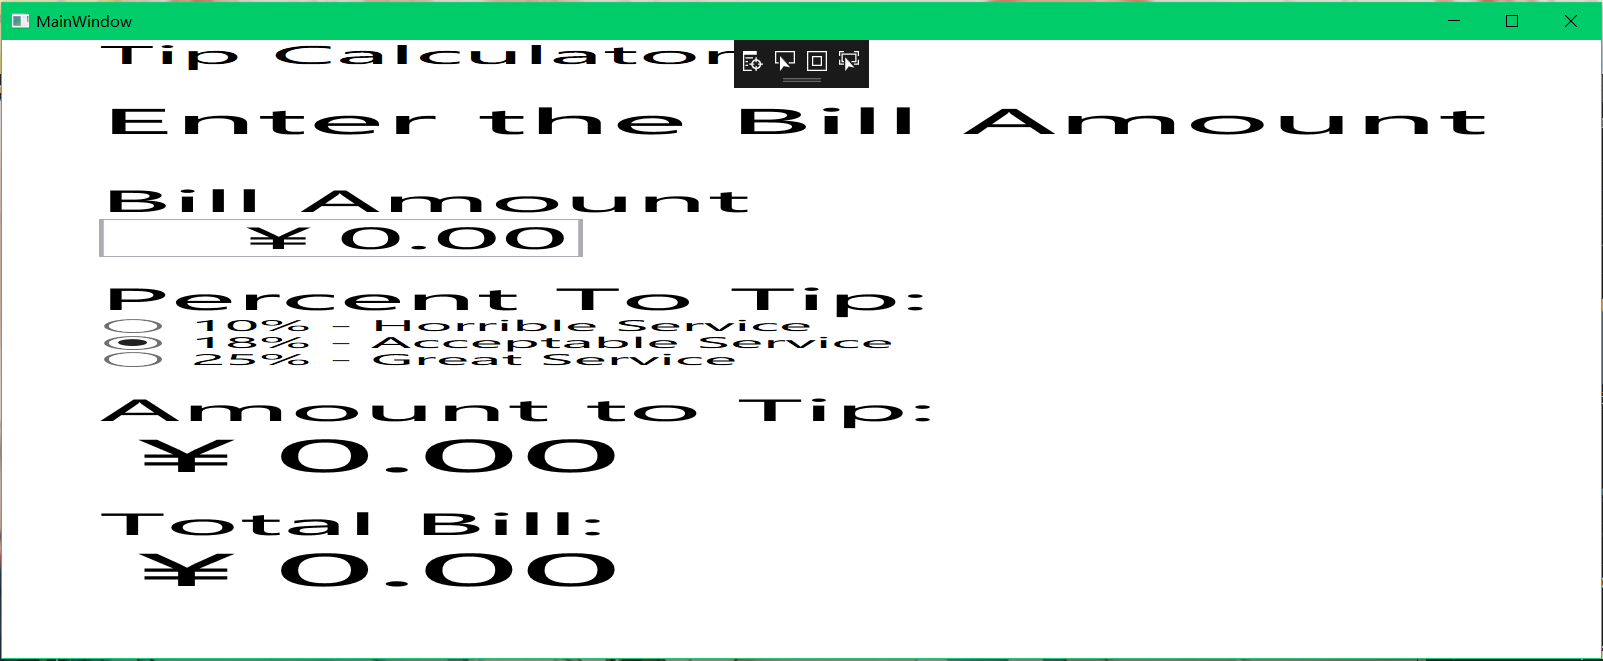 MainWindow
Tip Calculator
Enter the Bill Amount
Bill Amount
¥ 0.00
Percent To Tip:
10% - Horrible Service
18% - Acceptable Service
25% - Great Service
Amount to Tip:
¥ 0.00
Total Bill:
¥ 0.00